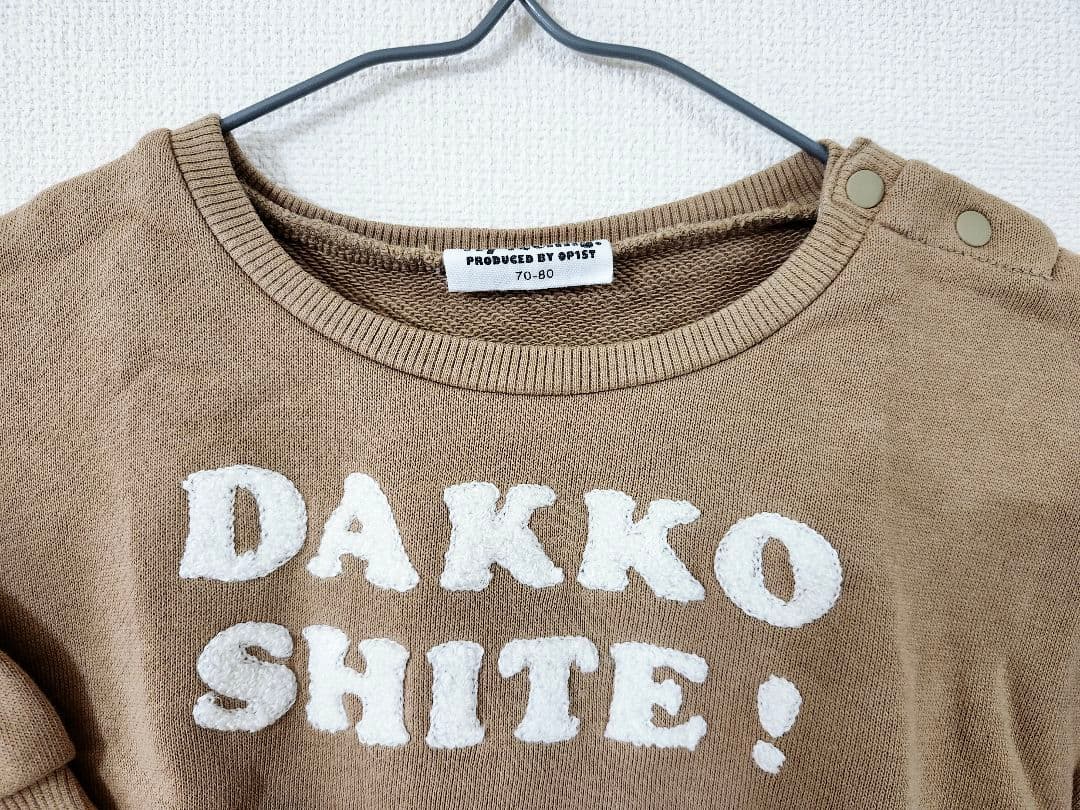 PRODUCED BY OP1ST
70-80
DAKKO
SHITE!